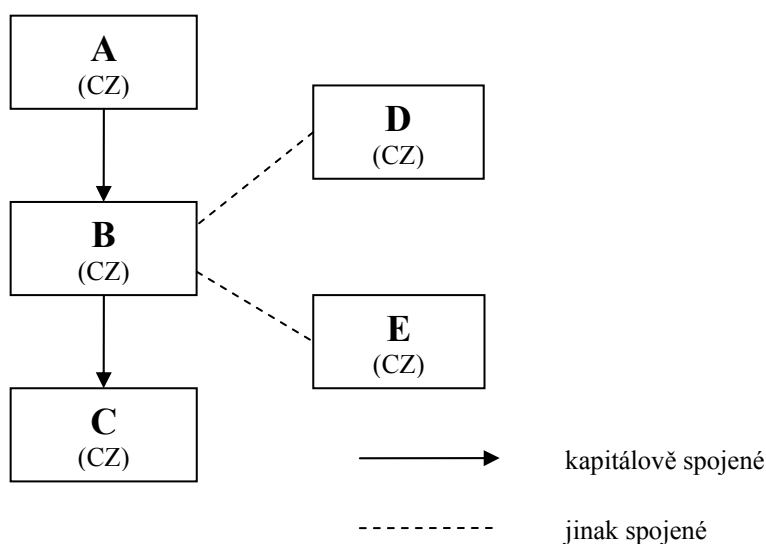 A
(CZ)
D
(CZ)
B
(CZ)
E
(CZ)
C
(CZ)
kapitálově spojené
jinak spojené